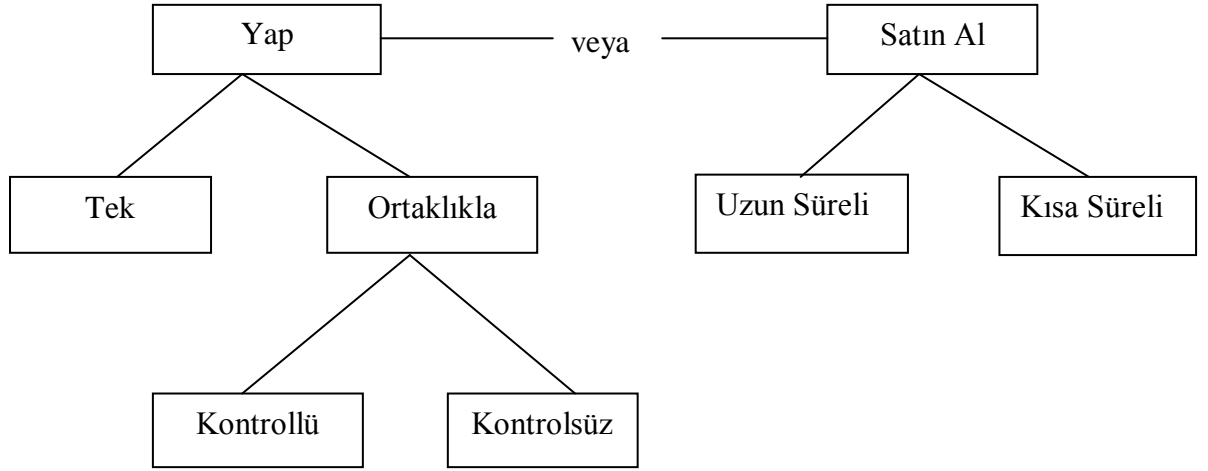 Yap
veya
Satın Al
Tek
Ortaklıkla
Uzun Süreli
Kısa Süreli
Kontrollü
Kontrolsüz